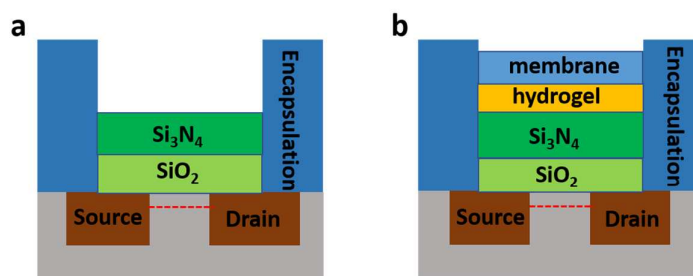 a
Encapsulation
Si₃N₄
SiO₂
Source
Drain
b
membrane
hydrogel
Encapsulation
Si₃N₄
SiO₂
Source
Drain